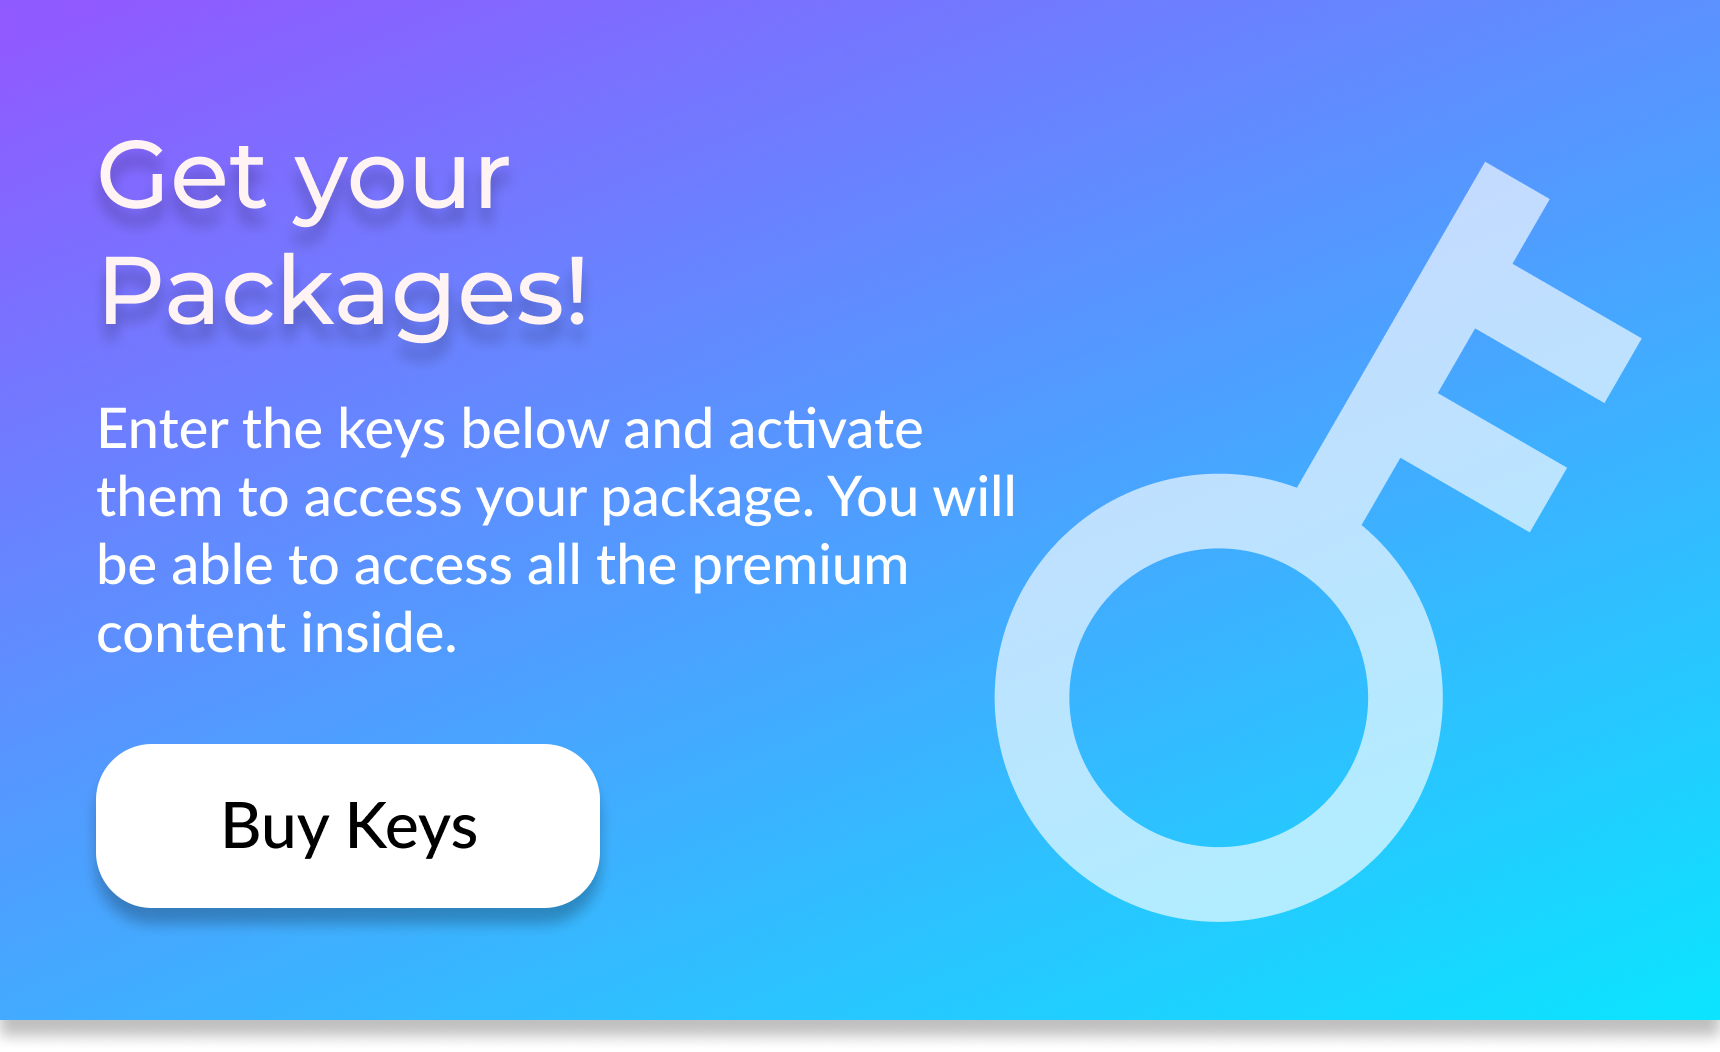 Get your
Packages!
Enter the keys below and activate
them to access your package. You will
be able to access all the premium
content inside.
Buy Keys